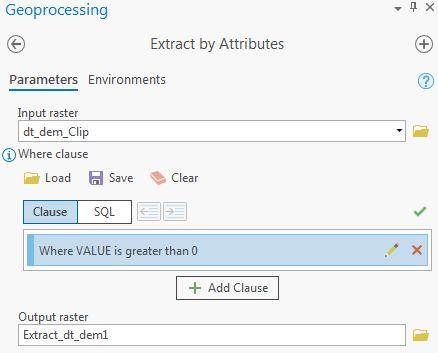 Geoprocessing
Extract by Attributes
Parameters Environments
?
Input raster
dt_dem_Clip
Where clause
Load Save Clear
Clause SQL
Where VALUE is greater than 0
Add Clause
Output raster
Extract_dt_dem1